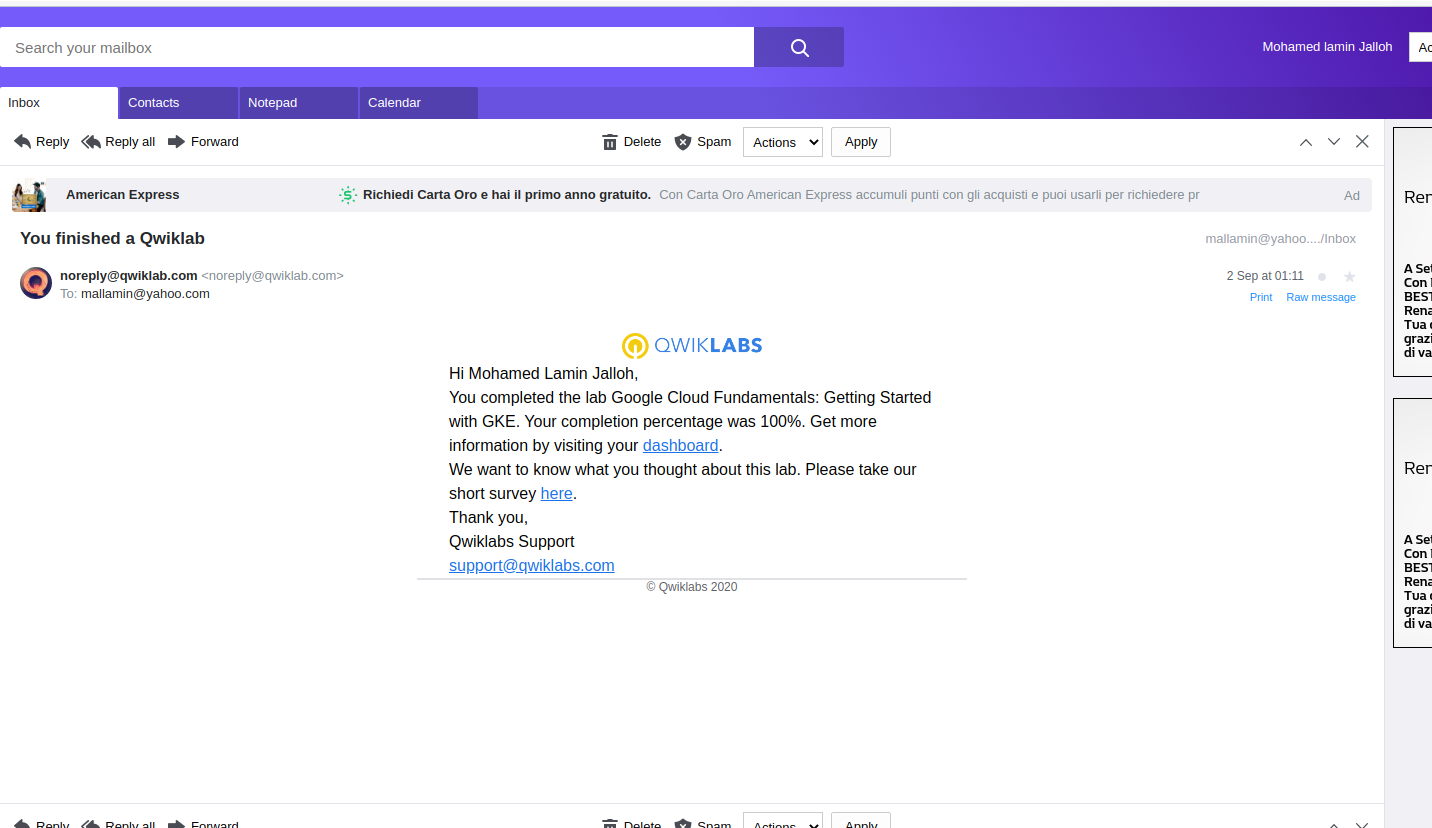 Search your mailbox
Mohamed lamin Jalloh
Inbox
Contacts
Notepad
Calendar
Reply
Reply all
Forward
Delete
Spam
Actions
Apply
American Express
Richiedi Carta Oro e hai il primo anno gratuito. Con Carta Oro American Express accumuli punti con gli acquisti e puoi usarli per richiedere pr
Ad
You finished a Qwiklab
mallamin@yahoo..../Inbox
noreply@qwiklab.com <noreply@qwiklab.com>
2 Sep at 01:11
To: mallamin@yahoo.com
Print
Raw message
QWIKLABS
Hi Mohamed Lamin Jalloh,
You completed the lab Google Cloud Fundamentals: Getting Started
with GKE. Your completion percentage was 100%. Get more
information by visiting your dashboard.
We want to know what you thought about this lab. Please take our
short survey here.
Thank you,
Qwiklabs Support
support@qwiklabs.com
© Qwiklabs 2020
Ren
A Set
Con
BEST
Rena
Tua
grazi
di va
Ren
A Set
Con
BEST
Rena
Tua
grazi
di va
Reply
Reply all
Forward
Delete
Spam
Actions
Apply